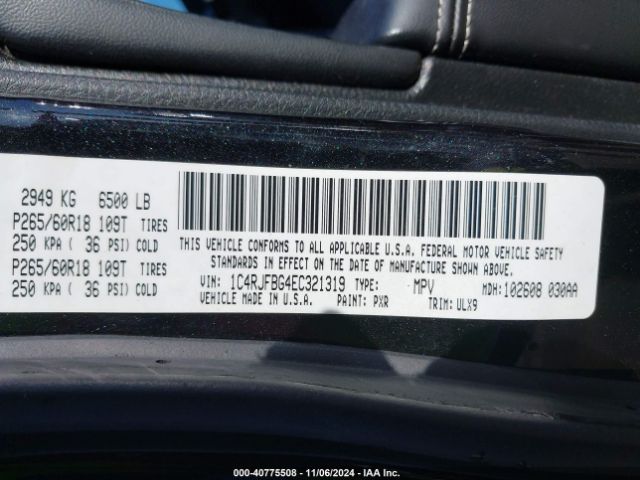 2949 KG 6500 LB
P265/60R18 109T TIRES
250 KPA ( 36 PSI) COLD
P265/60R18 109T TIRES
250 KPA ( 36 PSI) COLD
THIS VEHICLE CONFORMS TO ALL APPLICABLE U.S.A. FEDERAL MOTOR VEHICLE SAFETY
STANDARDS IN EFFECT ON THE DATE OF MANUFACTURE SHOWN ABOVE.
VIN: 1C4RJFBG4EC321319 TYPE: MPV MDH: 102608 030AA
VEHICLE MADE IN U.S.A. PAINT: PXR TRIM: ULX9
000-40775508 - 11/06/2024 - IAA Inc.